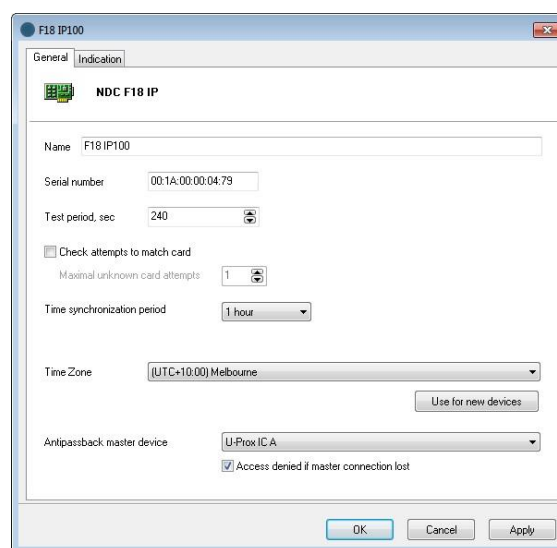 F18 IP100
General Indication
NDC F18 IP
Name F18 IP100
Serial number 00:1A:00:00:04:79
Test period, sec 240
Check attempts to match card
Maximal unknown card attempts 1
Time synchronization period 1 hour
Time Zone (UTC+10:00) Melbourne
Use for new devices
Antipassback master device U-Prox IC A
Access denied if master connection lost
OK Cancel Apply